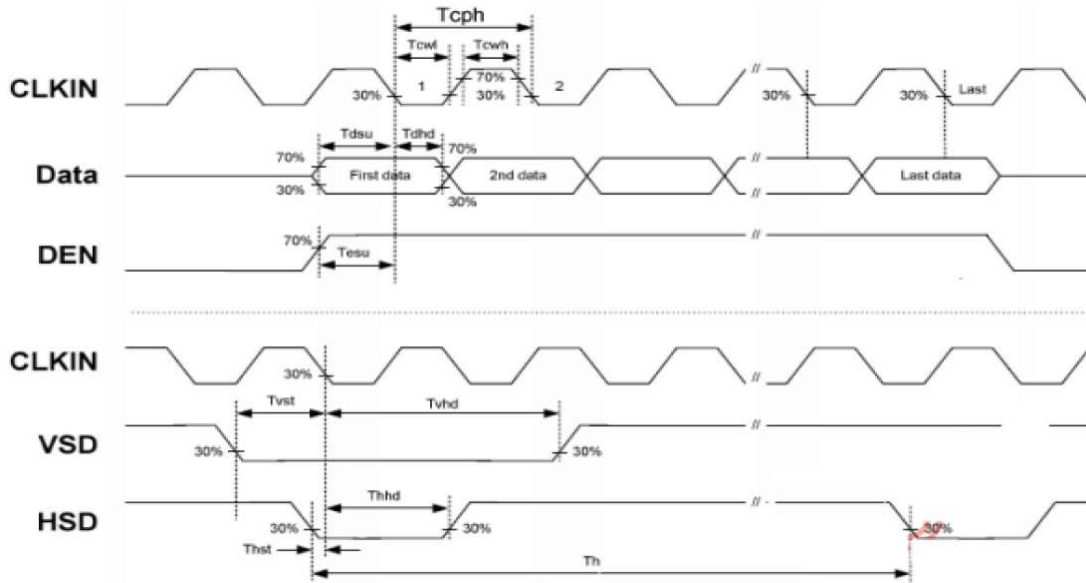 Tcph
Tcwl Tcwh
CLKIN 30% 1 70% 30% 2 // 30% 30% Last
Tdsu Tdhd
70% 70%
Data First data 2nd data // Last data
30% 30%
DEN 70% Tesu //
CLKIN 30% //
Tvst Tvhd
VSD 30% 30% //
Thhd
HSD 30% 30% // 30%
Thst
Th